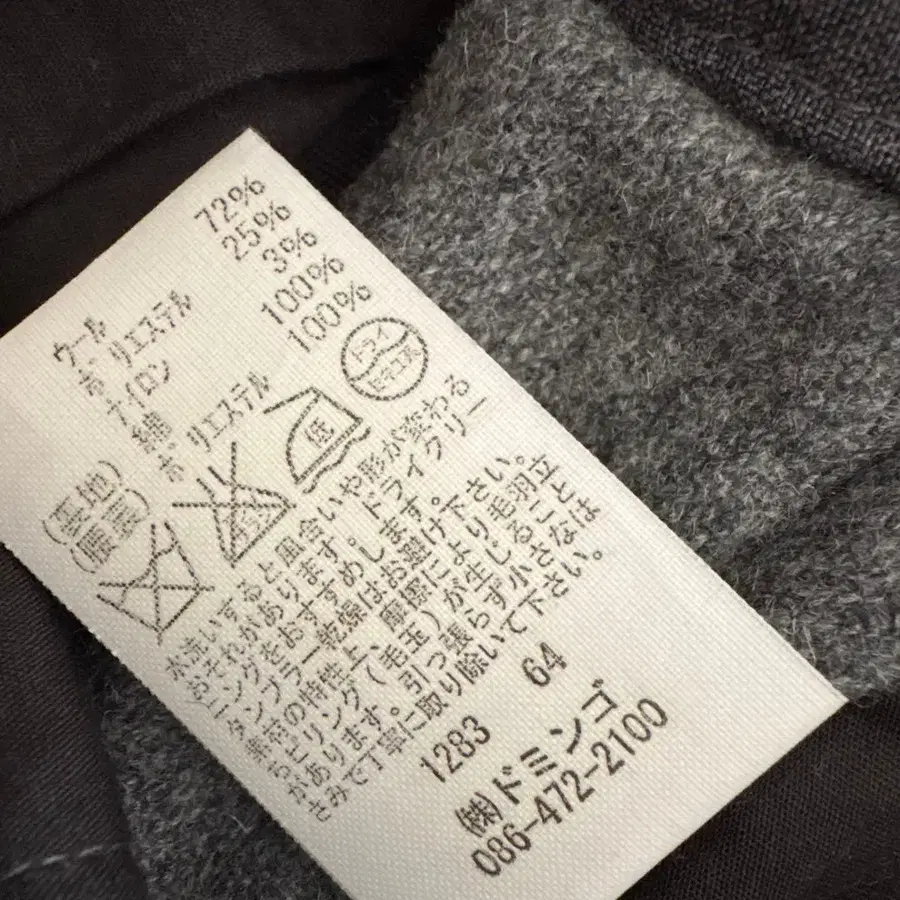 ウール 72%
ポリエステル 25%
ナイロン 3%
(裏地) 綿 100%
ポリエステル 100%
エンソ
低
ドライ
セキユ系
水洗いすると風合いや形が変わる
おそれがあります。ドライクリー
ニングをおすすめします。
タンブラー乾燥はお避け下さい。
素材の特性上、摩擦により毛羽立
ちピリング(毛玉)が生じること
があります。引っ張らず小さなは
さみで丁寧に取り除いて下さい。
1283 64
(株)ドミンゴ
086-472-2100